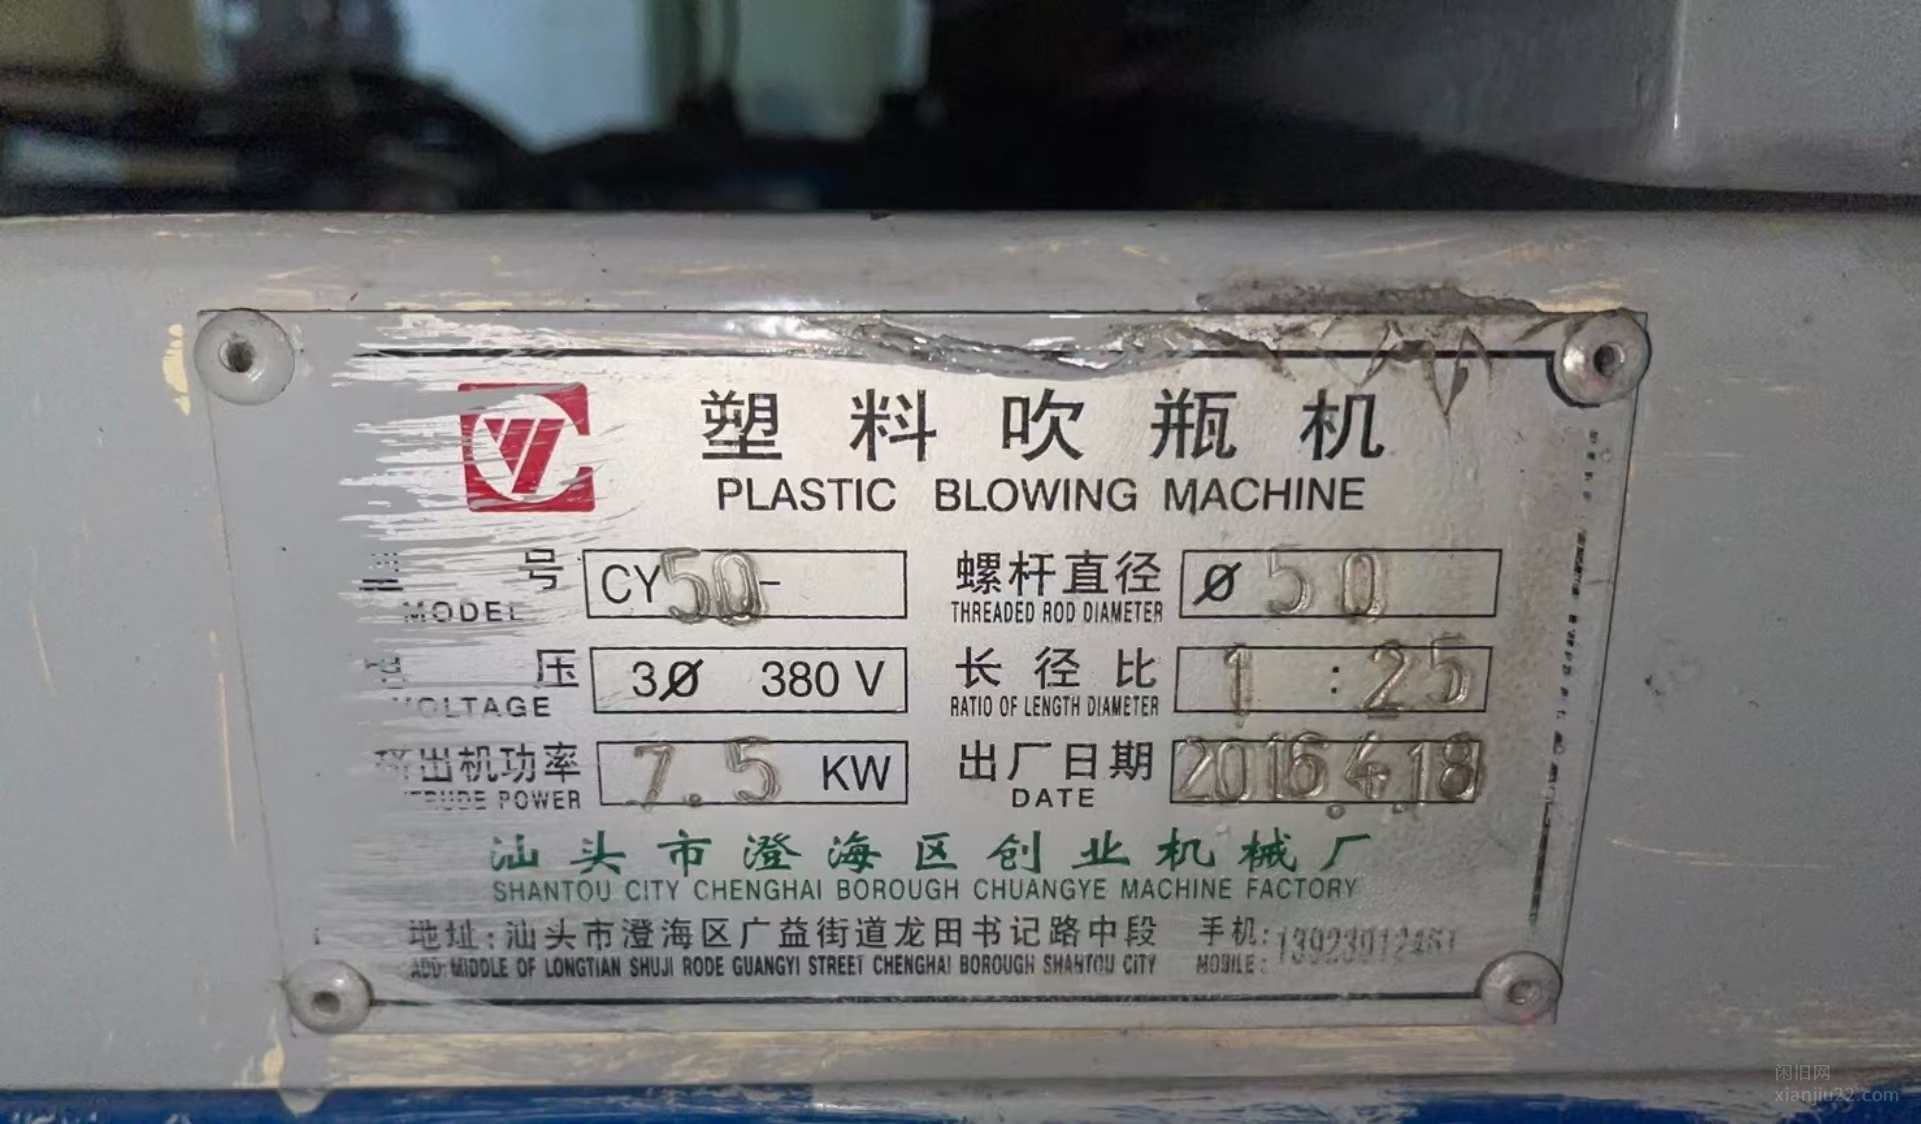 塑料吹瓶机
PLASTIC BLOWING MACHINE
号 CY50- 螺杆直径 Ø 50
MODEL THREADED ROD DIAMETER
压 3Ø 380 V 长径比 1 : 25
VOLTAGE RATIO OF LENGTH DIAMETER
挤出机功率 7.5 KW 出厂日期 2016.4.18
POWER DATE
汕头市澄海区创业机械厂
SHANTOU CITY CHENGHAI BOROUGH CHUANGYE MACHINE FACTORY
地址:汕头市澄海区广益街道龙田书记路中段 手机:
ADD:MIDDLE OF LONGTIAN SHUJI RODE GUANGYI STREET CHENGHAI BOROUGH SHANTOU CITY MOBILE:
闲旧网
xianjiu22.com